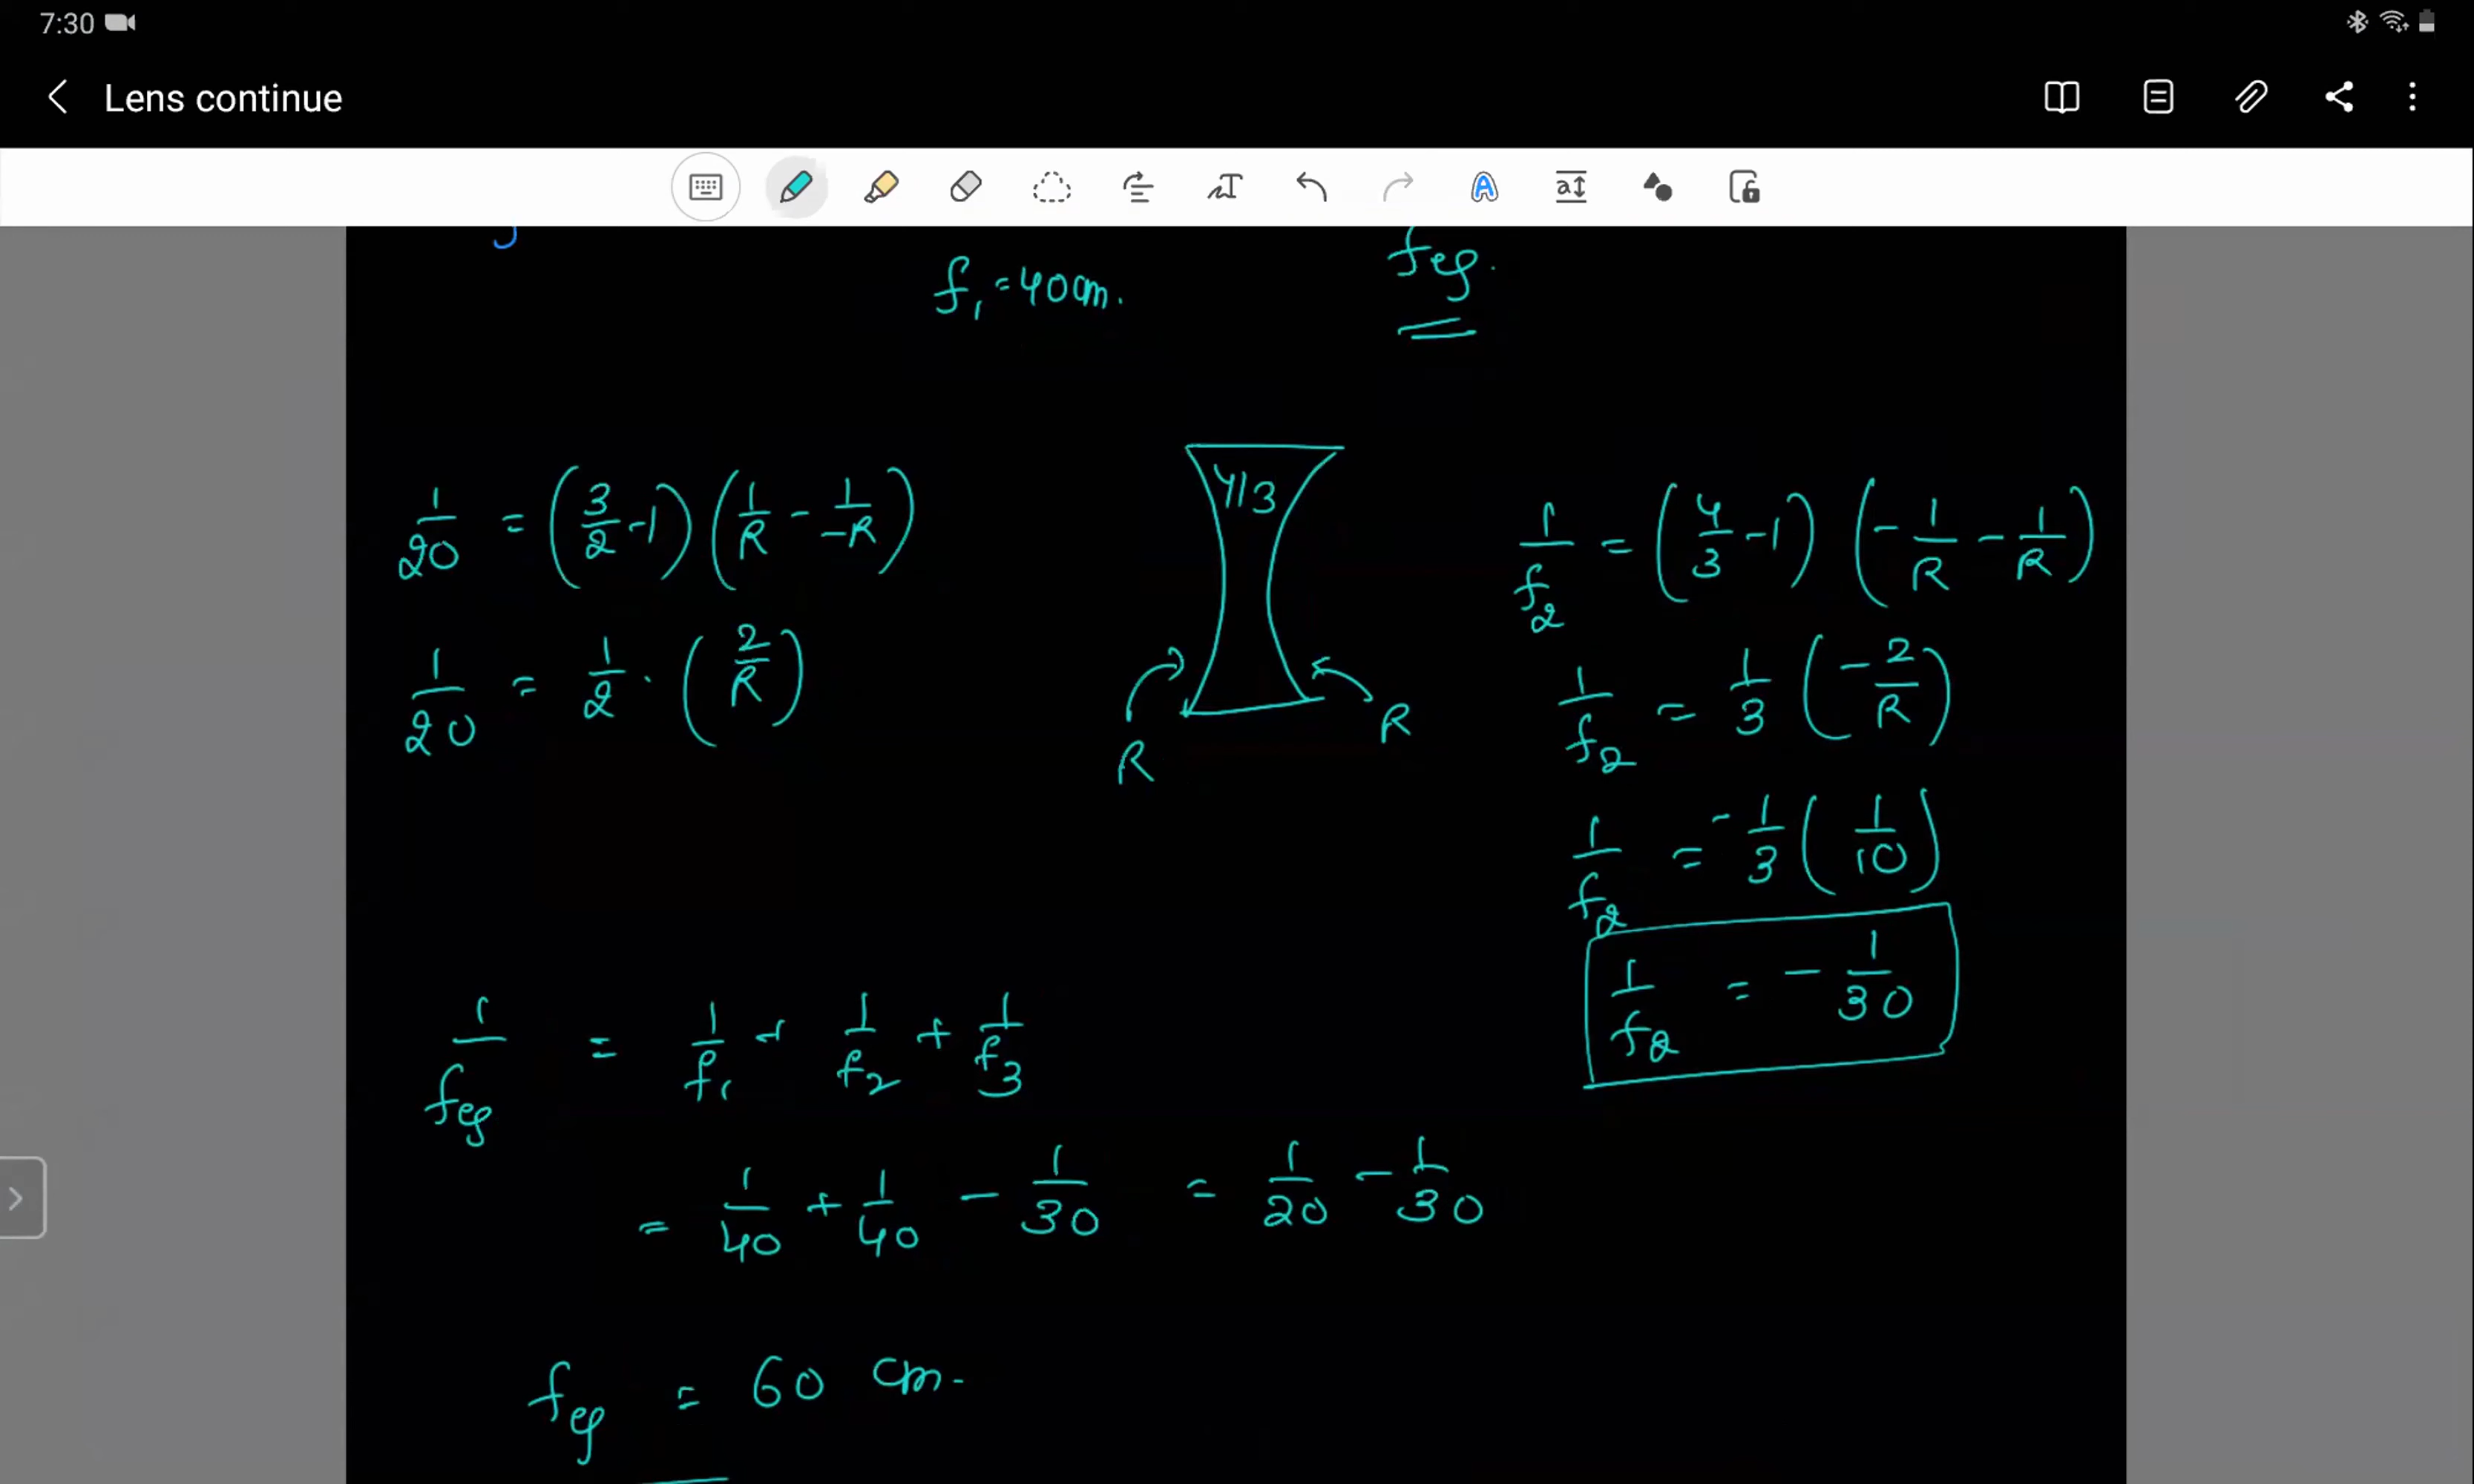 7:30
Lens continue
f₁ = 40cm.
feq.
1/20 = (3/2 - 1) (1/R - 1/-R)
1/20 = 1/2 · (2/R)
4/3
R
R
1/f₂ = (4/3 - 1) (-1/R - 1/R)
1/f₂ = 1/3 (-2/R)
1/f₂ = -1/3 (1/10)
1/f₂ = -1/30
1/feq = 1/f₁ + 1/f₂ + 1/f₃
= 1/40 + 1/40 - 1/30 = 1/20 - 1/30
feq = 60 cm.